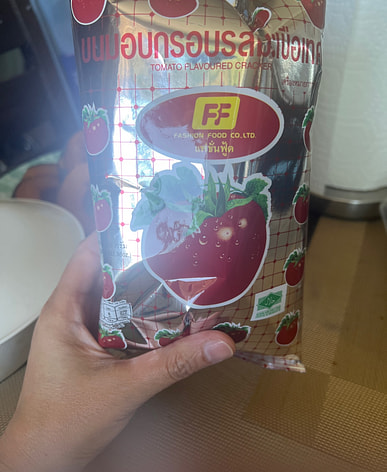 ขนมอบกรอบรสมะเขือเทศ
TOMATO FLAVOURED CRACKER
FF
FASHION FOOD CO.,LTD.
แฟชั่นฟู้ด